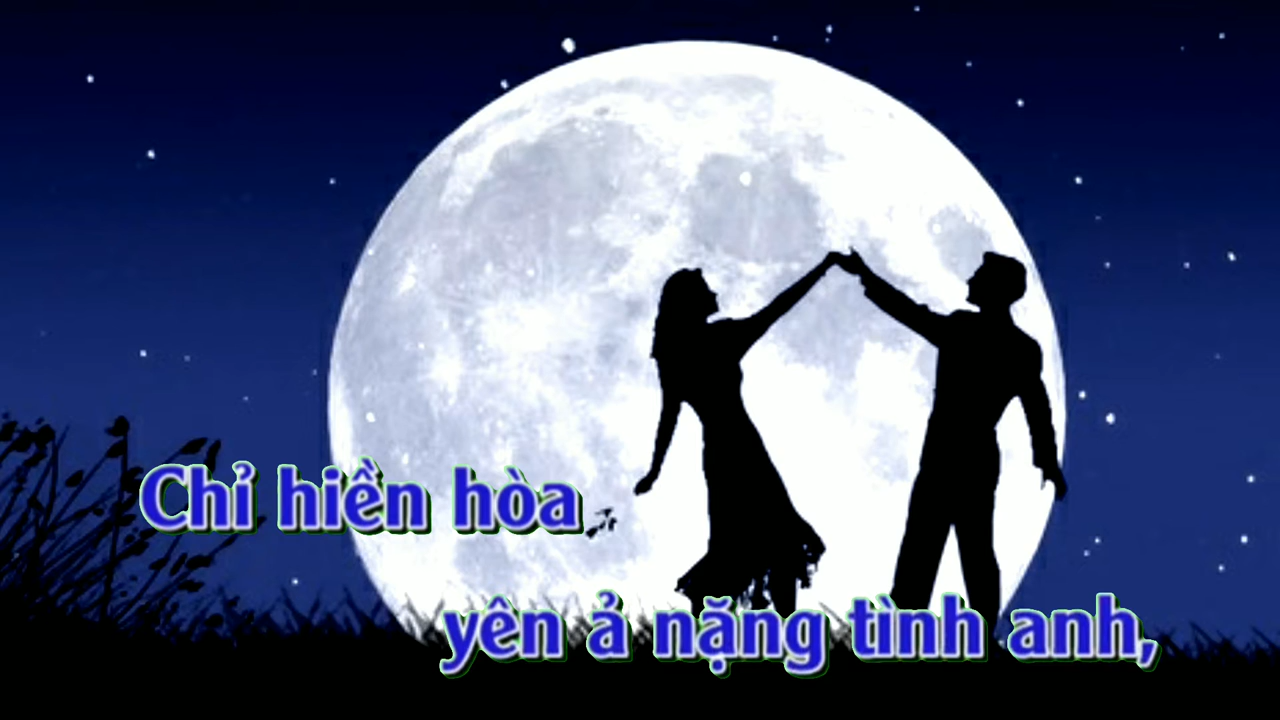 Chỉ hiền hòa
yên ả nặng tình anh,